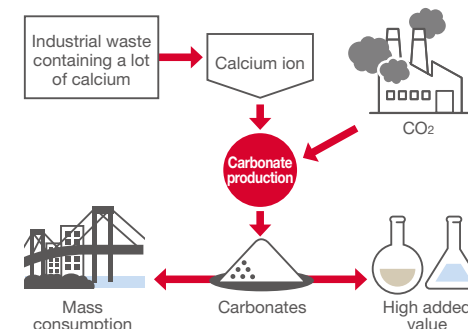 Industrial waste
containing a lot
of calcium
Calcium ion
CO₂
Carbonate
production
Mass
consumption
Carbonates
High added
value